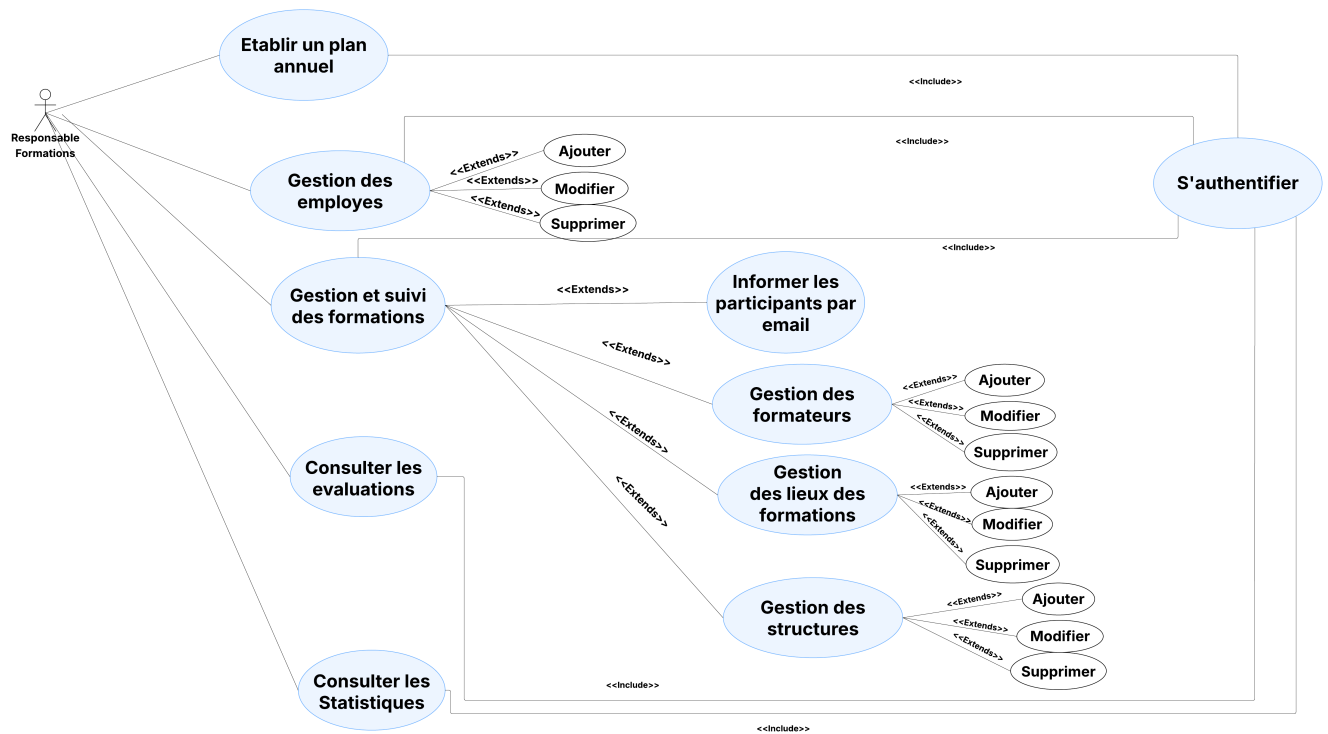 Etablir un plan
annuel
<<Include>>
Responsable
Formations
<<Include>>
Gestion des
employes
<<Extends>>
Ajouter
<<Extends>>
Modifier
<<Extends>>
Supprimer
S'authentifier
<<Include>>
Gestion et suivi
des formations
<<Extends>>
Informer les
participants par
email
<<Extends>>
Gestion des
formateurs
<<Extends>>
Ajouter
<<Extends>>
Modifier
<<Extends>>
Supprimer
<<Extends>>
Gestion
des lieux des
formations
<<Extends>>
Ajouter
<<Extends>>
Modifier
<<Extends>>
Supprimer
<<Extends>>
Gestion des
structures
<<Extends>>
Ajouter
<<Extends>>
Modifier
<<Extends>>
Supprimer
Consulter les
evaluations
<<Include>>
Consulter les
Statistiques
<<Include>>